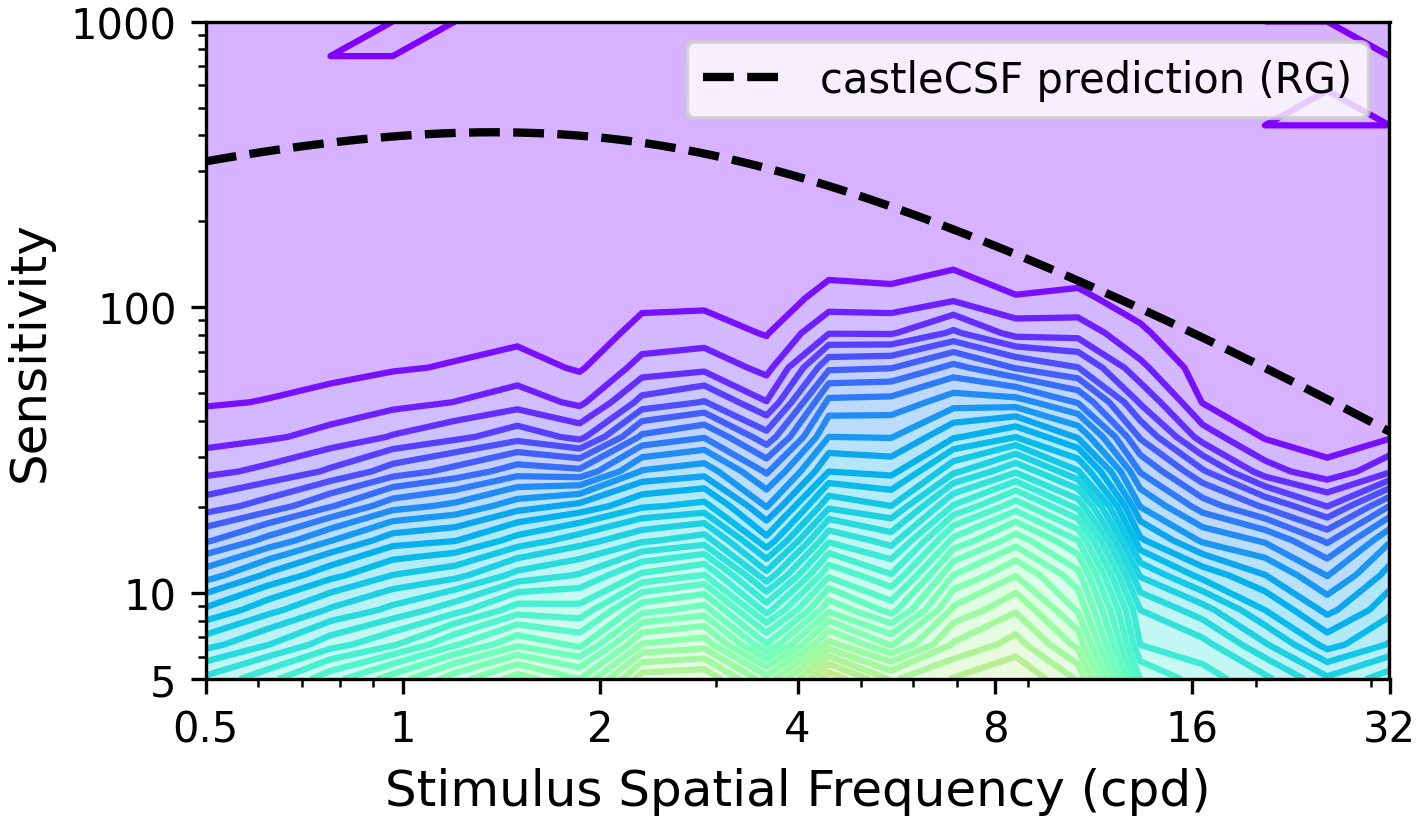 1000
castleCSF prediction (RG)
100
10
5
Sensitivity
0.5 1 2 4 8 16 32
Stimulus Spatial Frequency (cpd)